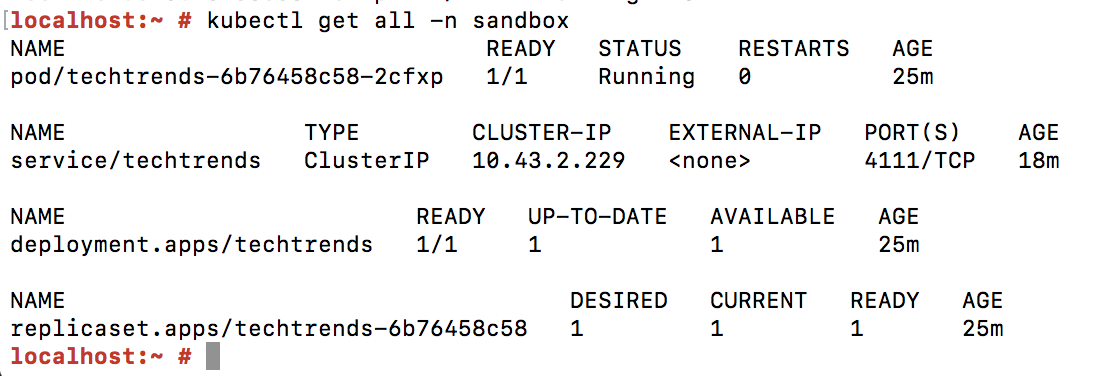 localhost:~ # kubectl get all -n sandbox
NAME READY STATUS RESTARTS AGE
pod/techtrends-6b76458c58-2cfxp 1/1 Running 0 25m
NAME TYPE CLUSTER-IP EXTERNAL-IP PORT(S) AGE
service/techtrends ClusterIP 10.43.2.229 <none> 4111/TCP 18m
NAME READY UP-TO-DATE AVAILABLE AGE
deployment.apps/techtrends 1/1 1 1 25m
NAME DESIRED CURRENT READY AGE
replicaset.apps/techtrends-6b76458c58 1 1 1 25m
localhost:~ #